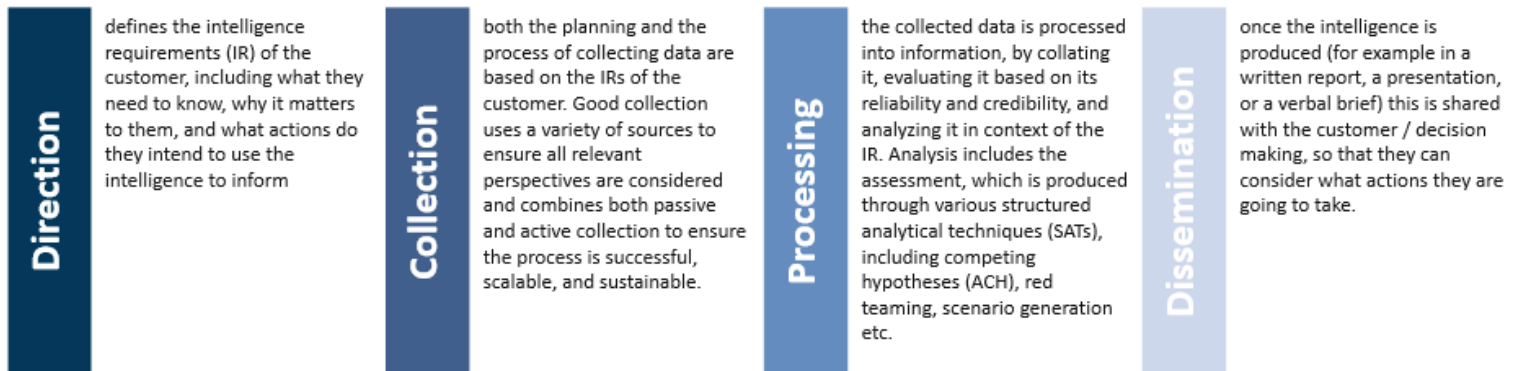 Direction
defines the intelligence
requirements (IR) of the
customer, including what they
need to know, why it matters
to them, and what actions do
they intend to use the
intelligence to inform
Collection
both the planning and the
process of collecting data are
based on the IRs of the
customer. Good collection
uses a variety of sources to
ensure all relevant
perspectives are considered
and combines both passive
and active collection to ensure
the process is successful,
scalable, and sustainable.
Processing
the collected data is processed
into information, by collating
it, evaluating it based on its
reliability and credibility, and
analyzing it in context of the
IR. Analysis includes the
assessment, which is produced
through various structured
analytical techniques (SATs),
including competing
hypotheses (ACH), red
teaming, scenario generation
etc.
Dissemination
once the intelligence is
produced (for example in a
written report, a presentation,
or a verbal brief) this is shared
with the customer / decision
making, so that they can
consider what actions they are
going to take.